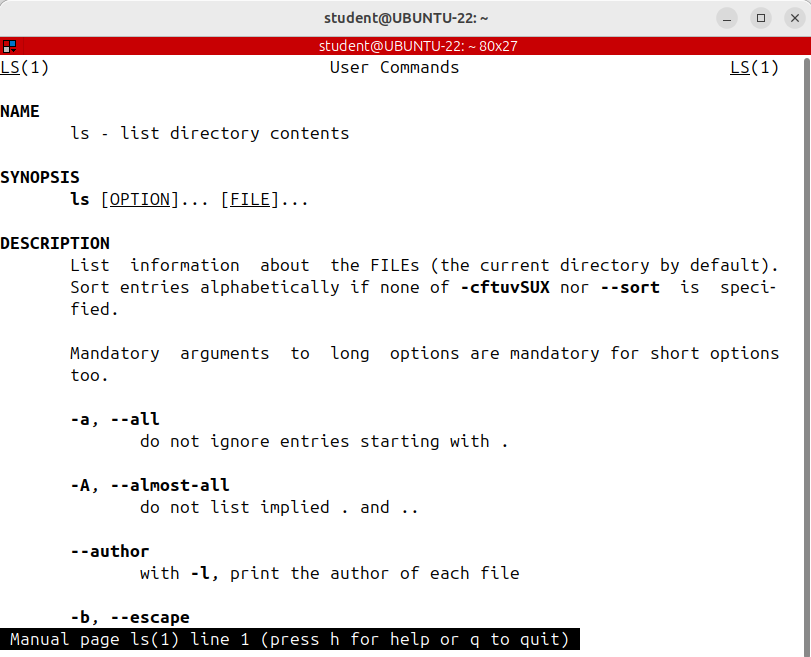 student@UBUNTU-22: ~
student@UBUNTU-22: ~ 80x27
LS(1) User Commands LS(1)
NAME
ls - list directory contents
SYNOPSIS
ls [OPTION]... [FILE]...
DESCRIPTION
List information about the FILEs (the current directory by default).
Sort entries alphabetically if none of -cftuvSUX nor --sort is speci‐
fied.
Mandatory arguments to long options are mandatory for short options
too.
-a, --all
do not ignore entries starting with .
-A, --almost-all
do not list implied . and ..
--author
with -l, print the author of each file
-b, --escape
Manual page ls(1) line 1 (press h for help or q to quit)